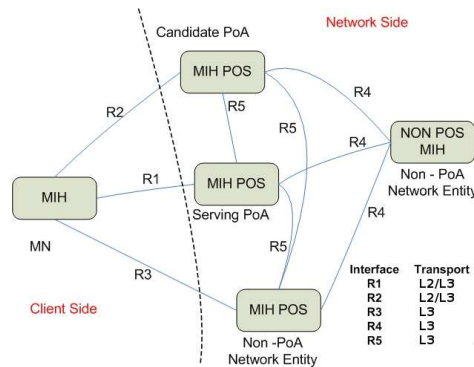 Candidate PoA
Network Side
MIH POS
R4
R2
R5
R5
R4
NON POS
MIH
Non - PoA
Network Entity
R1
MIH
MIH POS
Serving PoA
R4
MN
R5
R3
Client Side
MIH POS
Non -PoA
Network Entity
Interface Transport
R1 L2/L3
R2 L2/L3
R3 L3
R4 L3
R5 L3